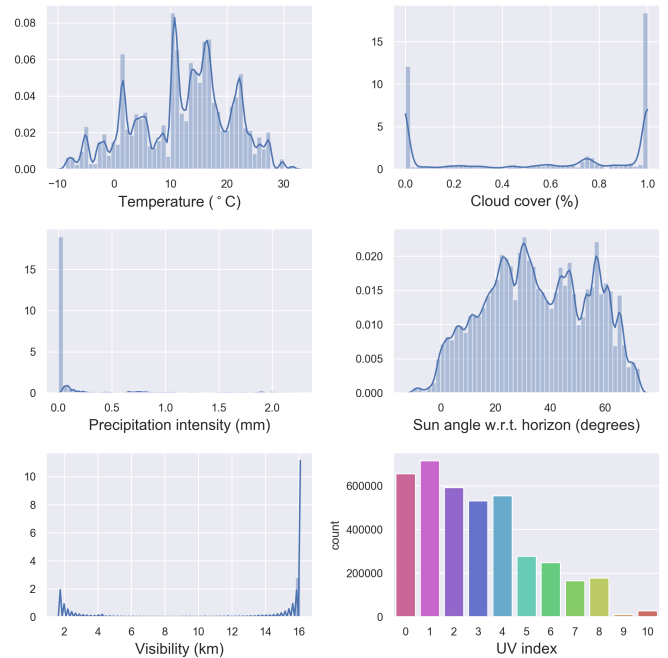 0.08
0.06
0.04
0.02
0.00
−10 0 10 20 30
Temperature (°C)
15
10
5
0
0.0 0.2 0.4 0.6 0.8 1.0
Cloud cover (%)
15
10
5
0
0.0 0.5 1.0 1.5 2.0
Precipitation intensity (mm)
0.020
0.015
0.010
0.005
0.000
0 20 40 60
Sun angle w.r.t. horizon (degrees)
10
8
6
4
2
0
2 4 6 8 10 12 14 16
Visibility (km)
count
600000
400000
200000
0
0 1 2 3 4 5 6 7 8 9 10
UV index